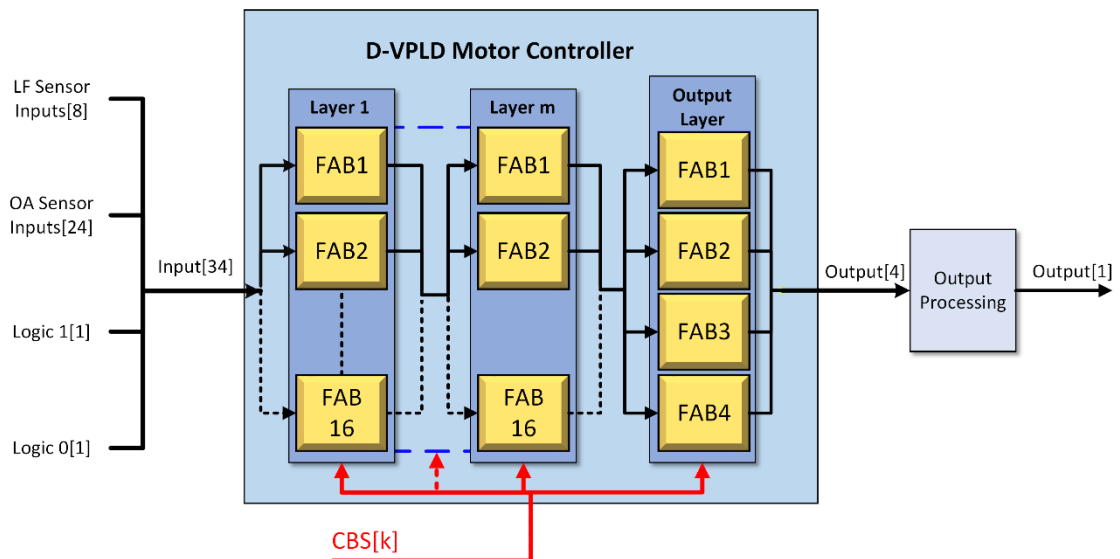 D-VPLD Motor Controller
LF Sensor
Inputs[8]
OA Sensor
Inputs[24]
Input[34]
Logic 1[1]
Logic 0[1]
Layer 1
FAB1
FAB2
FAB
16
Layer m
FAB1
FAB2
FAB
16
Output
Layer
FAB1
FAB2
FAB3
FAB4
Output[4]
Output
Processing
Output[1]
CBS[k]